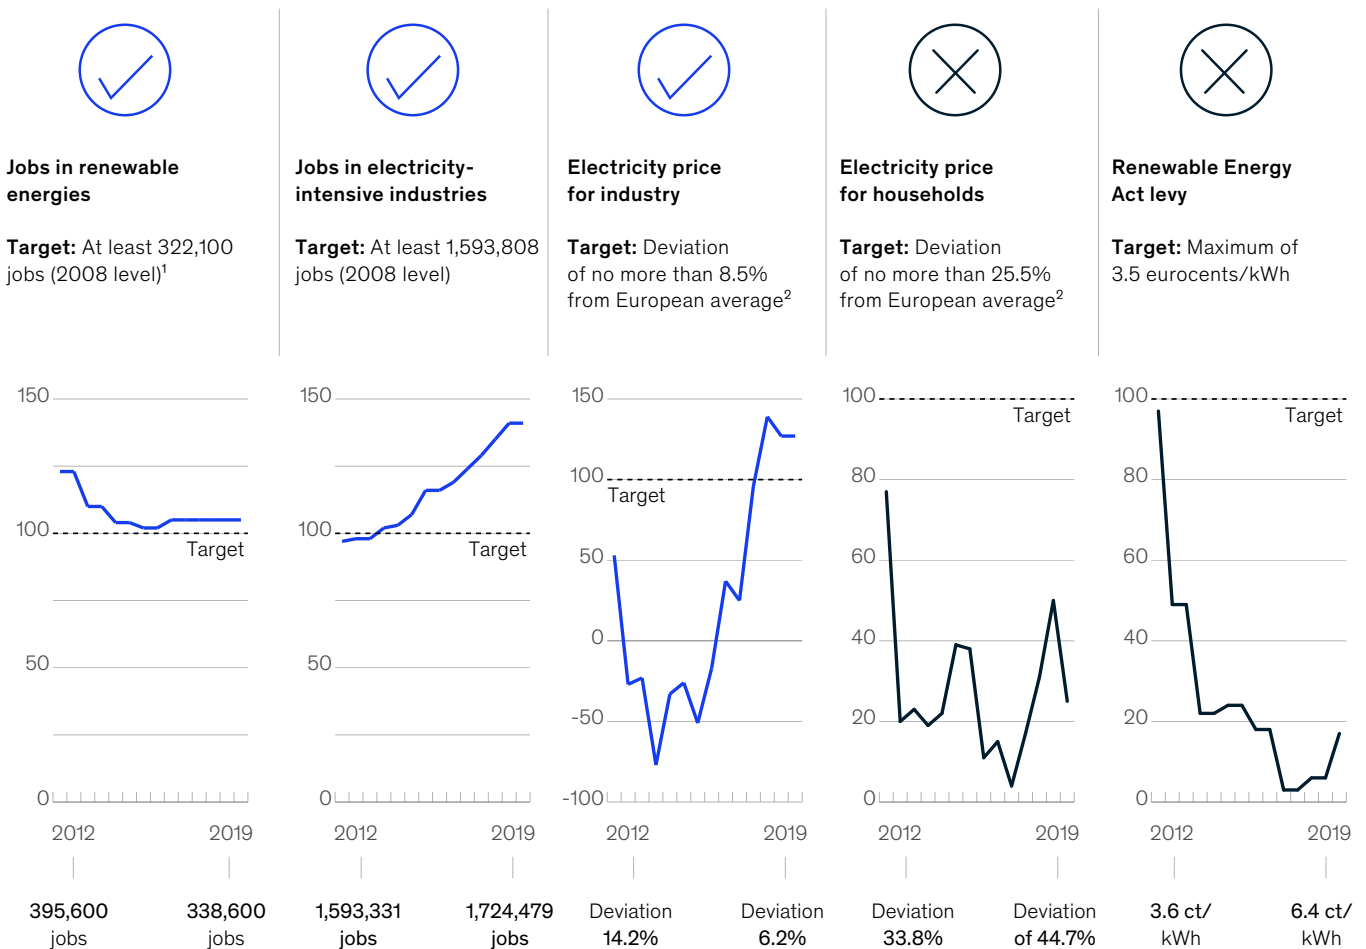 Jobs in renewable
energies
Target: At least 322,100
jobs (2008 level)¹
150
100
Target
50
0
2012
2019
395,600
jobs
338,600
jobs
Jobs in electricity-
intensive industries
Target: At least 1,593,808
jobs (2008 level)
150
100
Target
50
0
2012
2019
1,593,331
jobs
1,724,479
jobs
Electricity price
for industry
Target: Deviation
of no more than 8.5%
from European average²
150
100
Target
50
0
-50
-100
2012
2019
Deviation
14.2%
Deviation
6.2%
Electricity price
for households
Target: Deviation
of no more than 25.5%
from European average²
100
Target
80
60
40
20
0
2012
2019
Deviation
33.8%
Deviation
of 44.7%
Renewable Energy
Act levy
Target: Maximum of
3.5 eurocents/kWh
100
Target
80
60
40
20
0
2012
2019
3.6 ct/
kWh
6.4 ct/
kWh